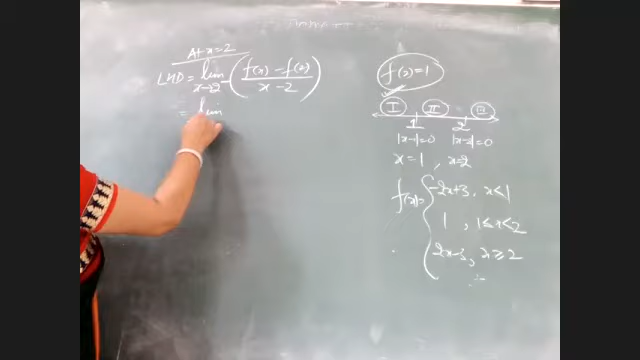 At x=2
LHD = lim x→2⁻ ( f(x) - f(2) / x - 2 )
= lim
f(2)=1
I II III
1 2
|x-1|=0 |x-2|=0
x=1, x=2
f(x)= { -2x+3, x<1
1, 1≤x<2
2x-3, x≥2